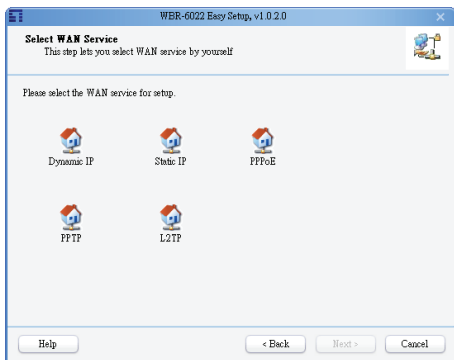 WBR-6022 Easy Setup, v1.0.2.0
Select WAN Service
This step lets you select WAN service by yourself
Please select the WAN service for setup.
Dynamic IP Static IP PPPoE
PPTP L2TP
Help < Back Next > Cancel